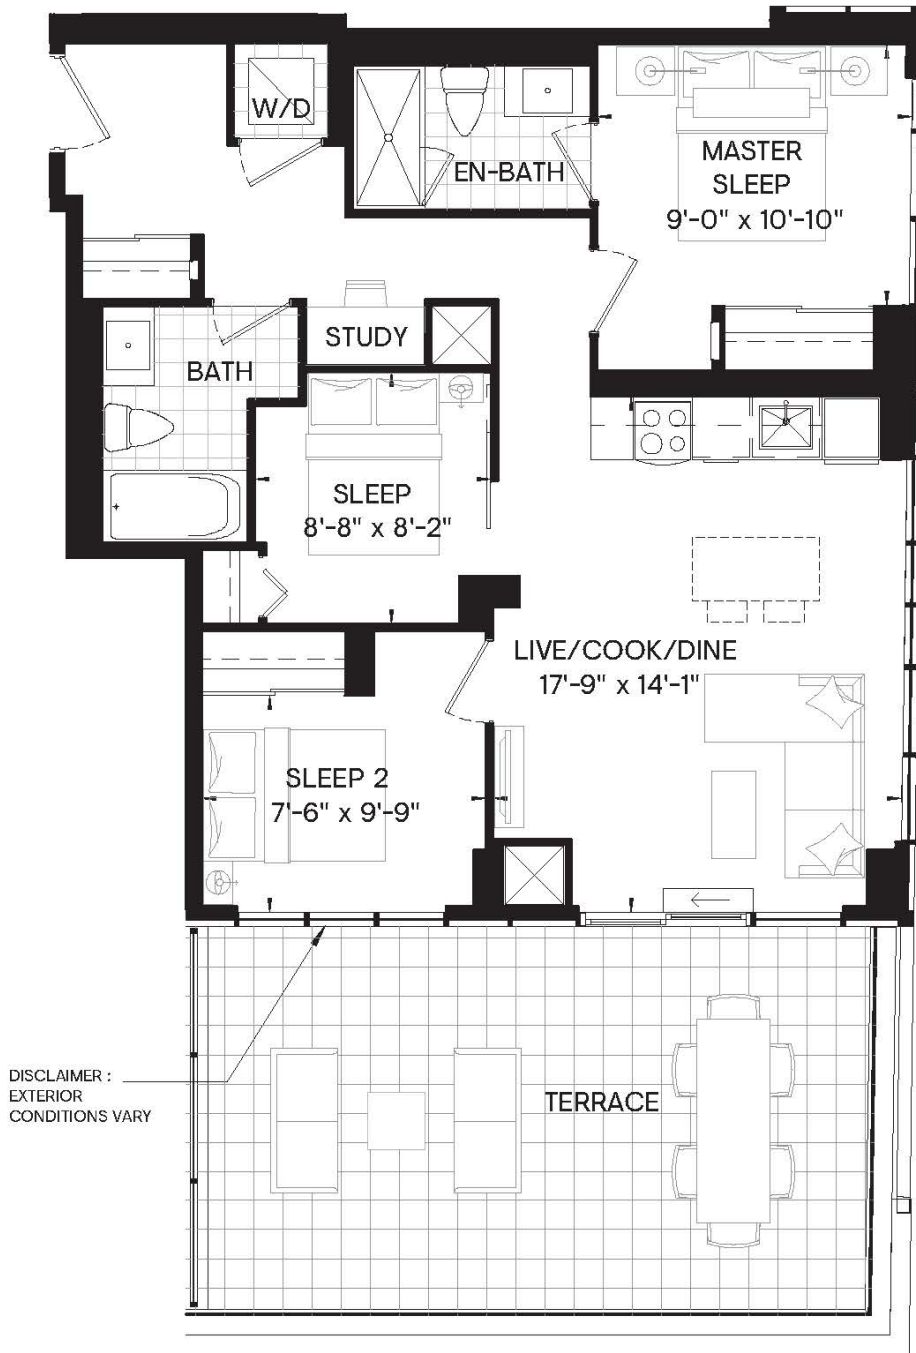 W/D
EN-BATH
MASTER
SLEEP
9'-0" x 10'-10"
STUDY
BATH
SLEEP
8'-8" x 8'-2"
LIVE/COOK/DINE
17'-9" x 14'-1"
SLEEP 2
7'-6" x 9'-9"
DISCLAIMER :
EXTERIOR
CONDITIONS VARY
TERRACE